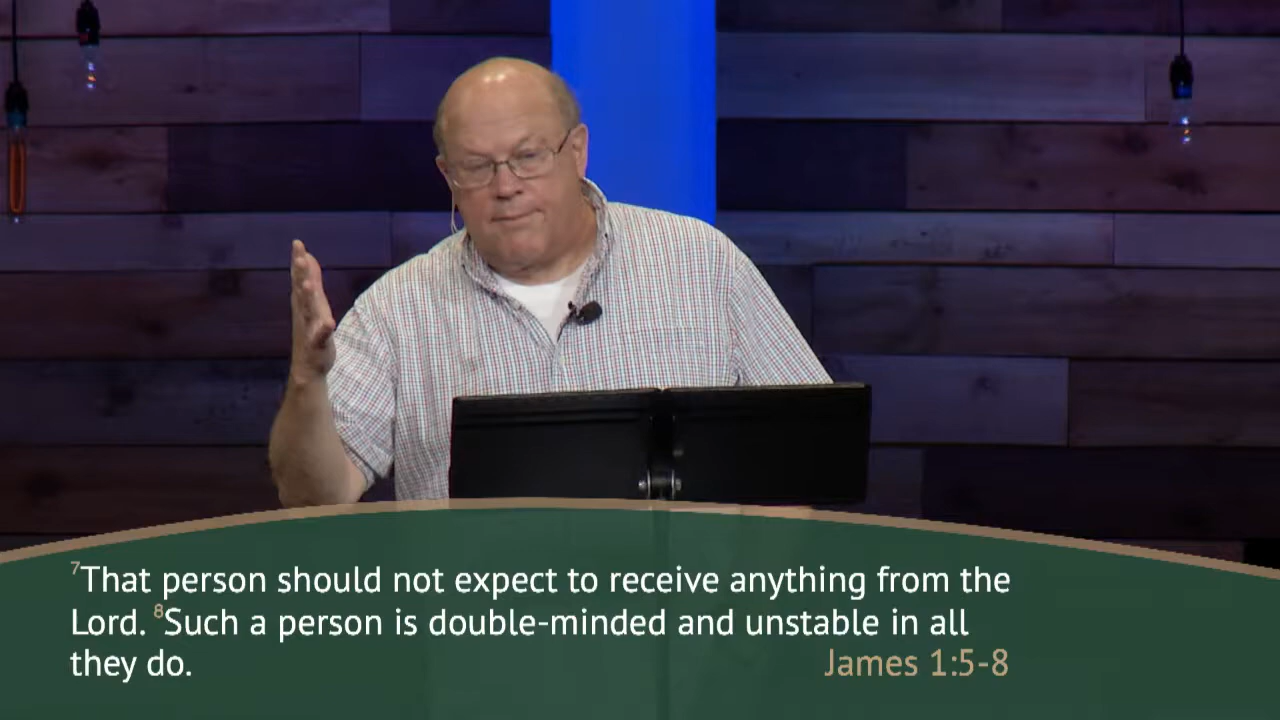 ⁷That person should not expect to receive anything from the
Lord. ⁸Such a person is double-minded and unstable in all
they do.
James 1:5-8